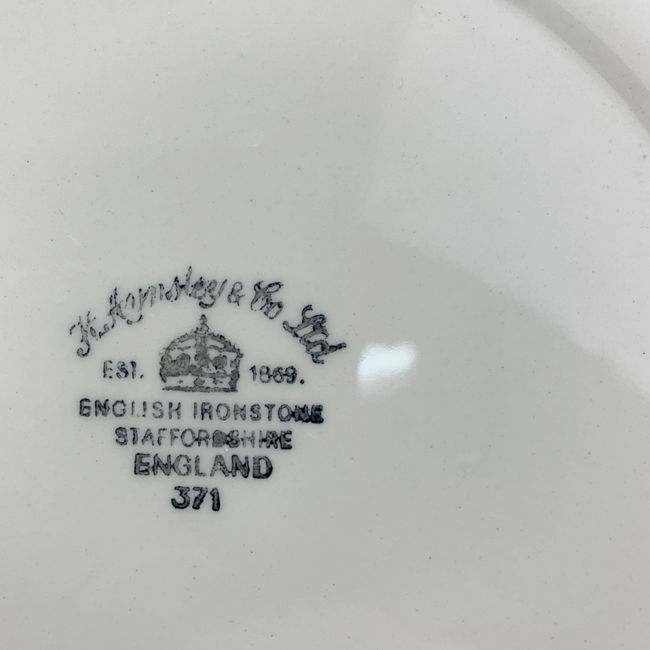 H. Aynsley & Co Ltd
EST. 1869.
ENGLISH IRONSTONE
STAFFORDSHIRE
ENGLAND
371